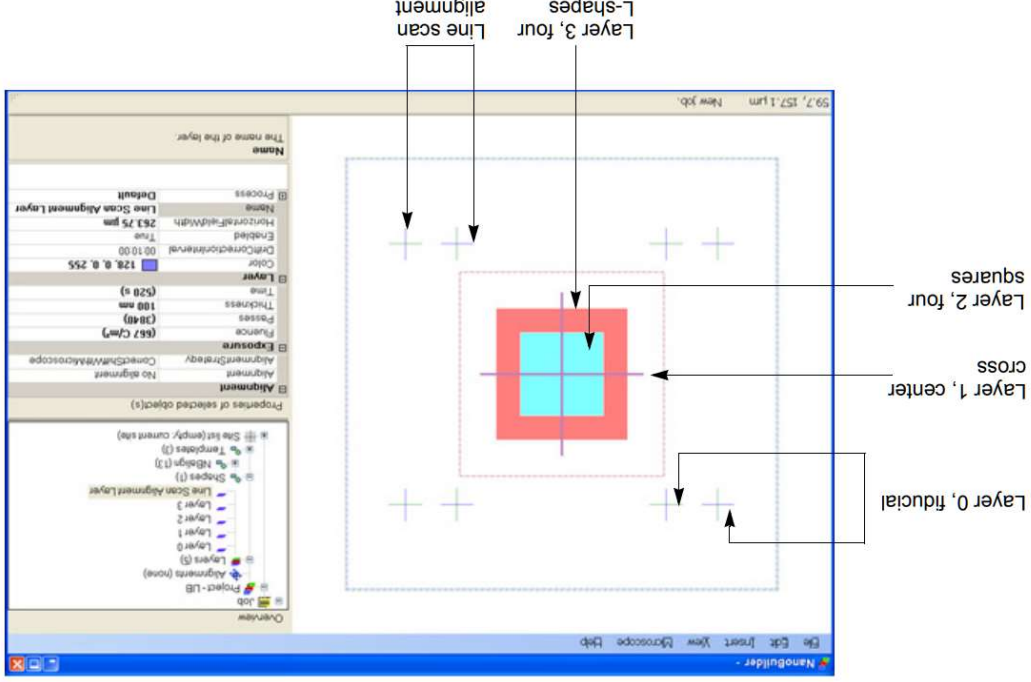 NanoBuilder -
File Edit Insert View Microscope Help
Overview
Job
Project - UB
Alignments (none)
Layers (5)
Layer 0
Layer 1
Layer 2
Layer 3
Line Scan Alignment Layer
Shapes (1)
NBalign (13)
Templates (3)
Site list (empty, current site)
Properties of selected object(s)
Alignment
Alignment No alignment
AlignmentStrategy CorrectShiftWithMicroscope
Exposure
Fluence (667 C/m²)
Passes (3840)
Thickness 100 nm
Time (520 s)
Layer
Color 128, 0, 0, 255
DriftCorrectionInterval 00:10:00
Enabled True
HorizontalFieldWidth 263.75 µm
Name Line Scan Alignment Layer
Process Default
Name
The name of the layer.
59.7, 157.1 µm New job.
Layer 0, fiducial
Layer 1, center
cross
Layer 2, four
squares
Layer 3, four
L-shapes
Line scan
alignment